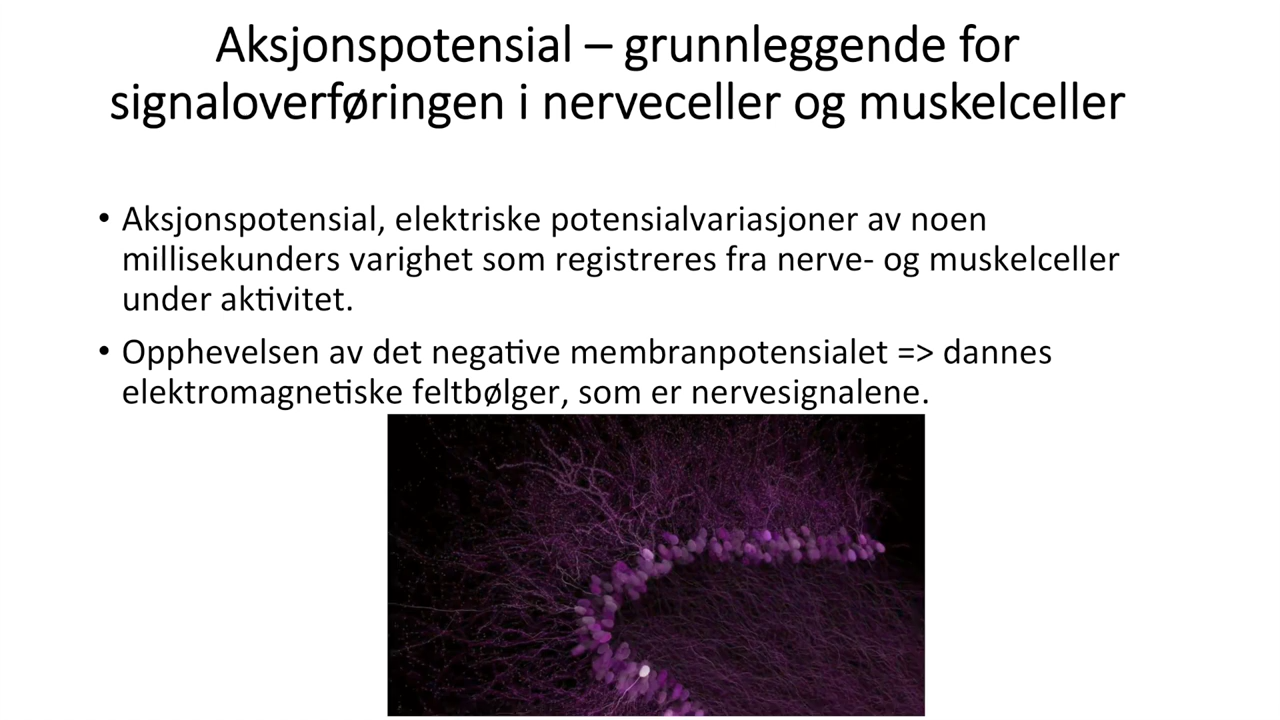 Aksjonspotensial – grunnleggende for
signaloverføringen i nerveceller og muskelceller
• Aksjonspotensial, elektriske potensialvariasjoner av noen
millisekunders varighet som registreres fra nerve- og muskelceller
under aktivitet.
• Opphevelsen av det negative membranpotensialet => dannes
elektromagnetiske feltbølger, som er nervesignalene.